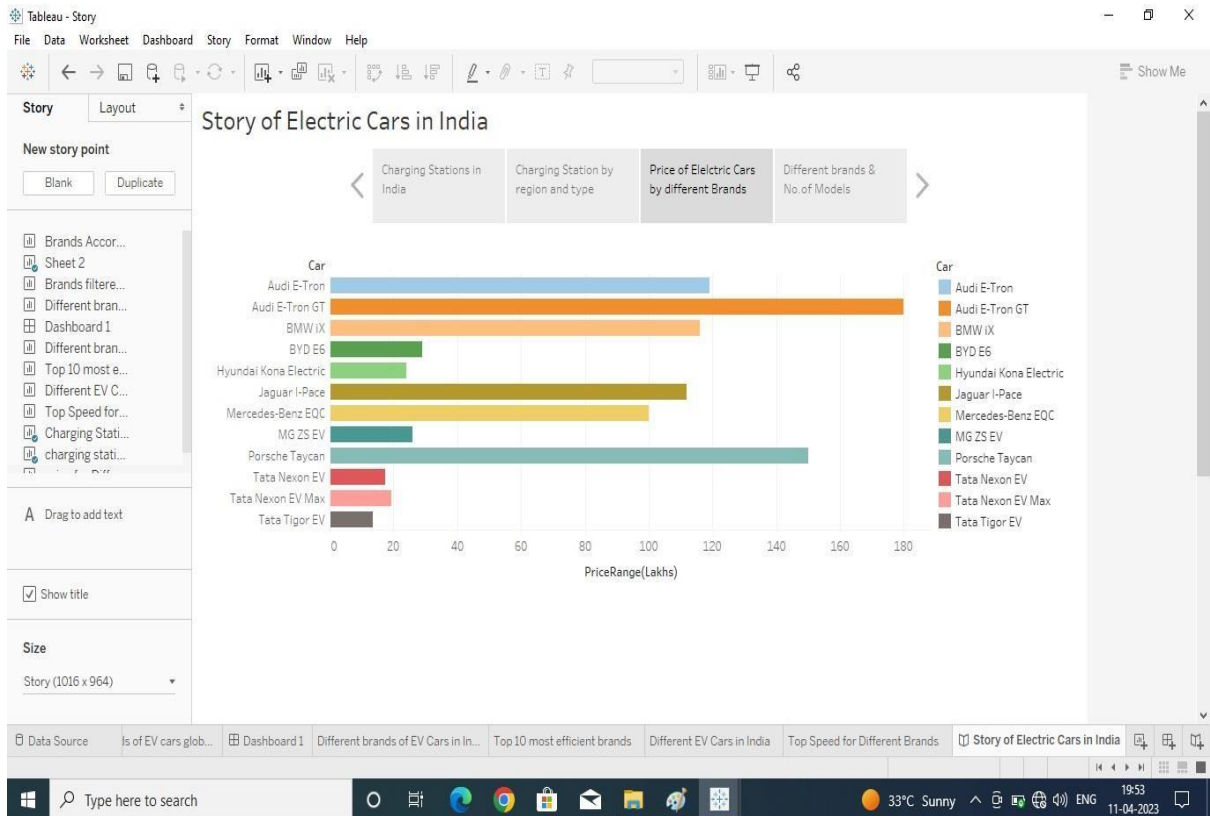 Tableau - Story
File Data Worksheet Dashboard Story Format Window Help
Show Me
Story Layout
New story point
Blank Duplicate
Brands Accor...
Sheet 2
Brands filtere...
Different bran...
Dashboard 1
Different bran...
Top 10 most e...
Different EV C...
Top Speed for...
Charging Stati...
charging stati...
A Drag to add text
Show title
Size
Story (1016 x 964)
Story of Electric Cars in India
Charging Stations in
India
Charging Station by
region and type
Price of Elelctric Cars
by different Brands
Different brands &
No. of Models
Car
Audi E-Tron
Audi E-Tron GT
BMW iX
BYD E6
Hyundai Kona Electric
Jaguar I-Pace
Mercedes-Benz EQC
MG ZS EV
Porsche Taycan
Tata Nexon EV
Tata Nexon EV Max
Tata Tigor EV
0 20 40 60 80 100 120 140 160 180
PriceRange(Lakhs)
Car
Audi E-Tron
Audi E-Tron GT
BMW iX
BYD E6
Hyundai Kona Electric
Jaguar I-Pace
Mercedes-Benz EQC
MG ZS EV
Porsche Taycan
Tata Nexon EV
Tata Nexon EV Max
Tata Tigor EV
Data Source ls of EV cars glob... Dashboard 1 Different brands of EV Cars in In... Top 10 most efficient brands Different EV Cars in India Top Speed for Different Brands Story of Electric Cars in India
Type here to search
33°C Sunny ENG
19:53
11-04-2023